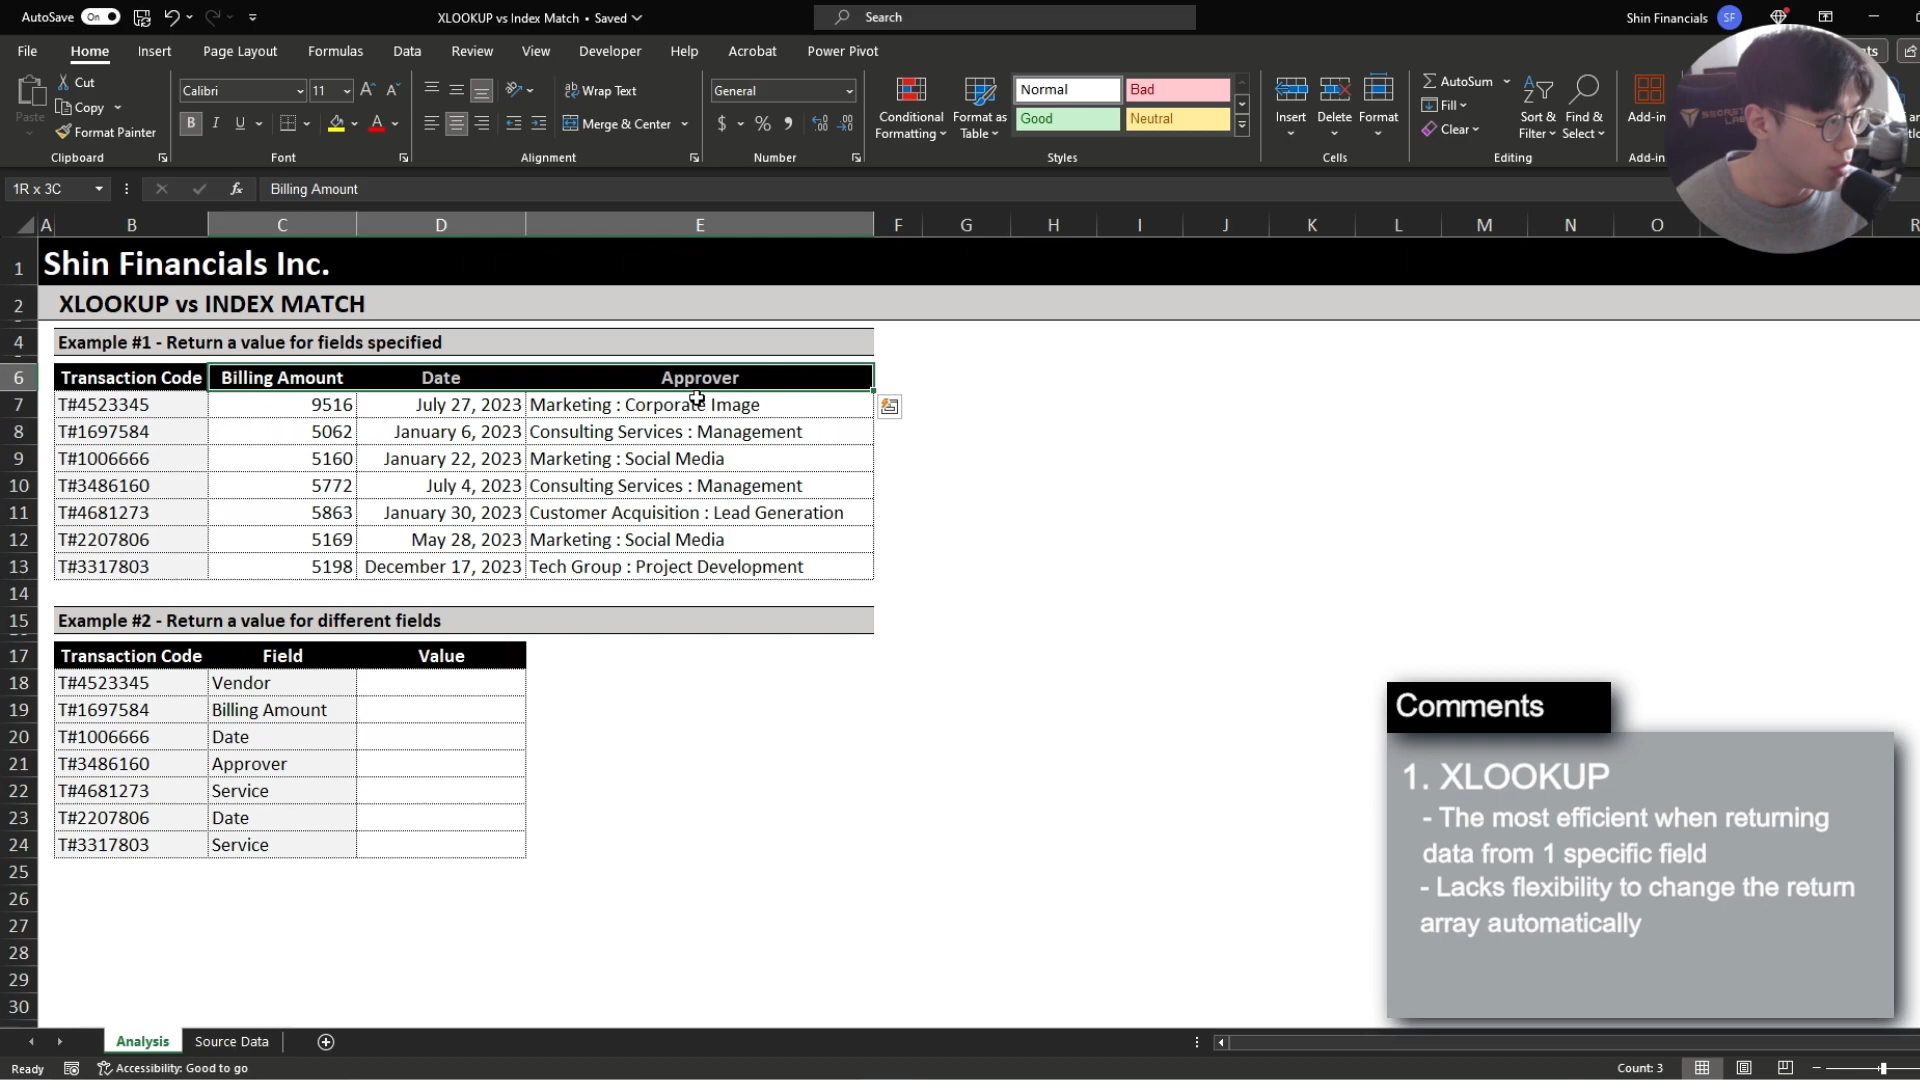 AutoSave On XLOOKUP vs Index Match • Saved Search Shin Financials SF
File Home Insert Page Layout Formulas Data Review View Developer Help Acrobat Power Pivot
Paste Cut Copy Format Painter Clipboard
Calibri 11 B I U A Font
Wrap Text Merge & Center Alignment
General $ % Number
Conditional Formatting Format as Table Normal Bad Good Neutral Styles
Insert Delete Format Cells
AutoSum Fill Clear Sort & Filter Find & Select Editing
Add-in Add-in
1R x 3C fx Billing Amount
A B C D E F G H I J K L M N O R
1 Shin Financials Inc.
2 XLOOKUP vs INDEX MATCH
4 Example #1 - Return a value for fields specified
6 Transaction Code Billing Amount Date Approver
7 T#4523345 9516 July 27, 2023 Marketing : Corporate Image
8 T#1697584 5062 January 6, 2023 Consulting Services : Management
9 T#1006666 5160 January 22, 2023 Marketing : Social Media
10 T#3486160 5772 July 4, 2023 Consulting Services : Management
11 T#4681273 5863 January 30, 2023 Customer Acquisition : Lead Generation
12 T#2207806 5169 May 28, 2023 Marketing : Social Media
13 T#3317803 5198 December 17, 2023 Tech Group : Project Development
14
15 Example #2 - Return a value for different fields
17 Transaction Code Field Value
18 T#4523345 Vendor
19 T#1697584 Billing Amount
20 T#1006666 Date
21 T#3486160 Approver
22 T#4681273 Service
23 T#2207806 Date
24 T#3317803 Service
25
26
27
28
29
30
Comments
1. XLOOKUP
- The most efficient when returning
data from 1 specific field
- Lacks flexibility to change the return
array automatically
Analysis Source Data
Ready Accessibility: Good to go Count: 3